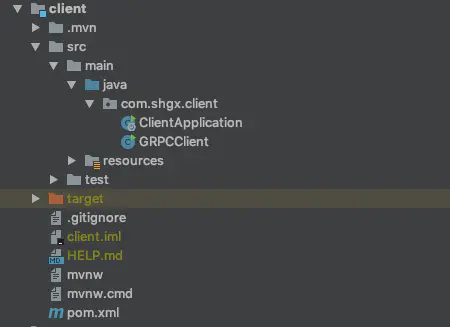 client
.mvn
src
main
java
com.shgx.client
ClientApplication
GRPCClient
resources
test
target
.gitignore
client.iml
HELP.md
mvnw
mvnw.cmd
pom.xml